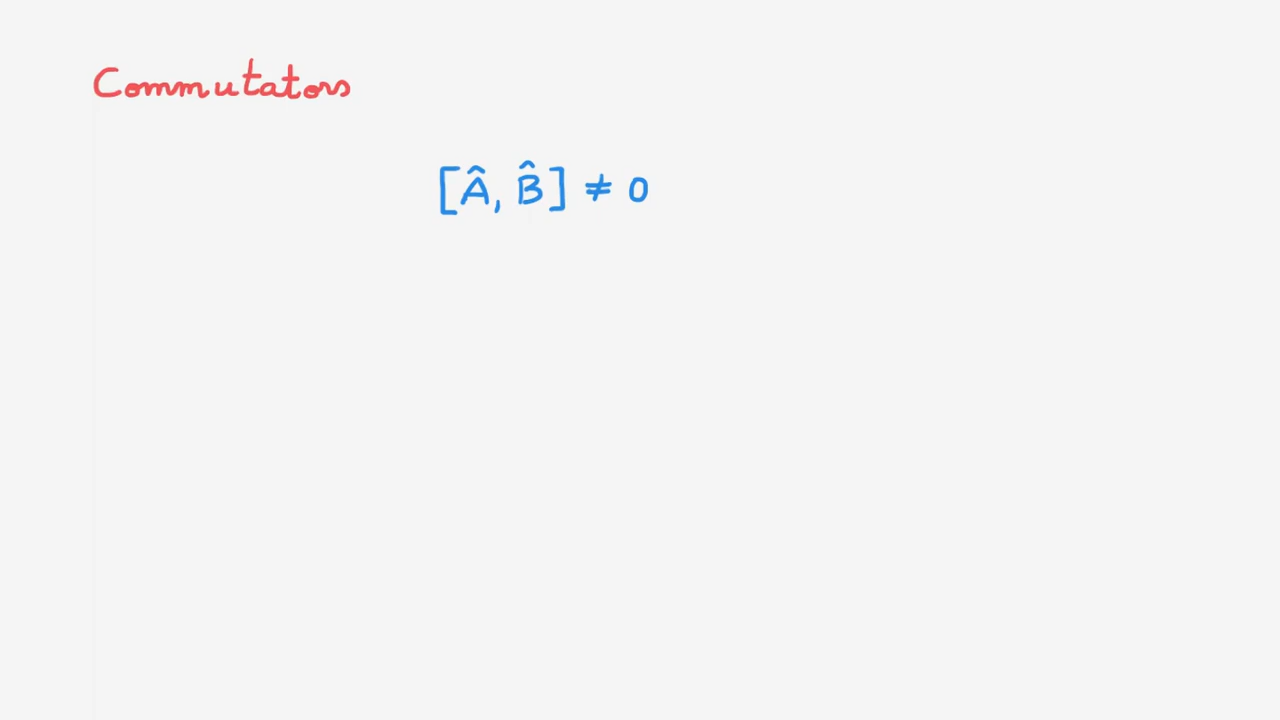 Commutators
[Â, B̂] ≠ 0